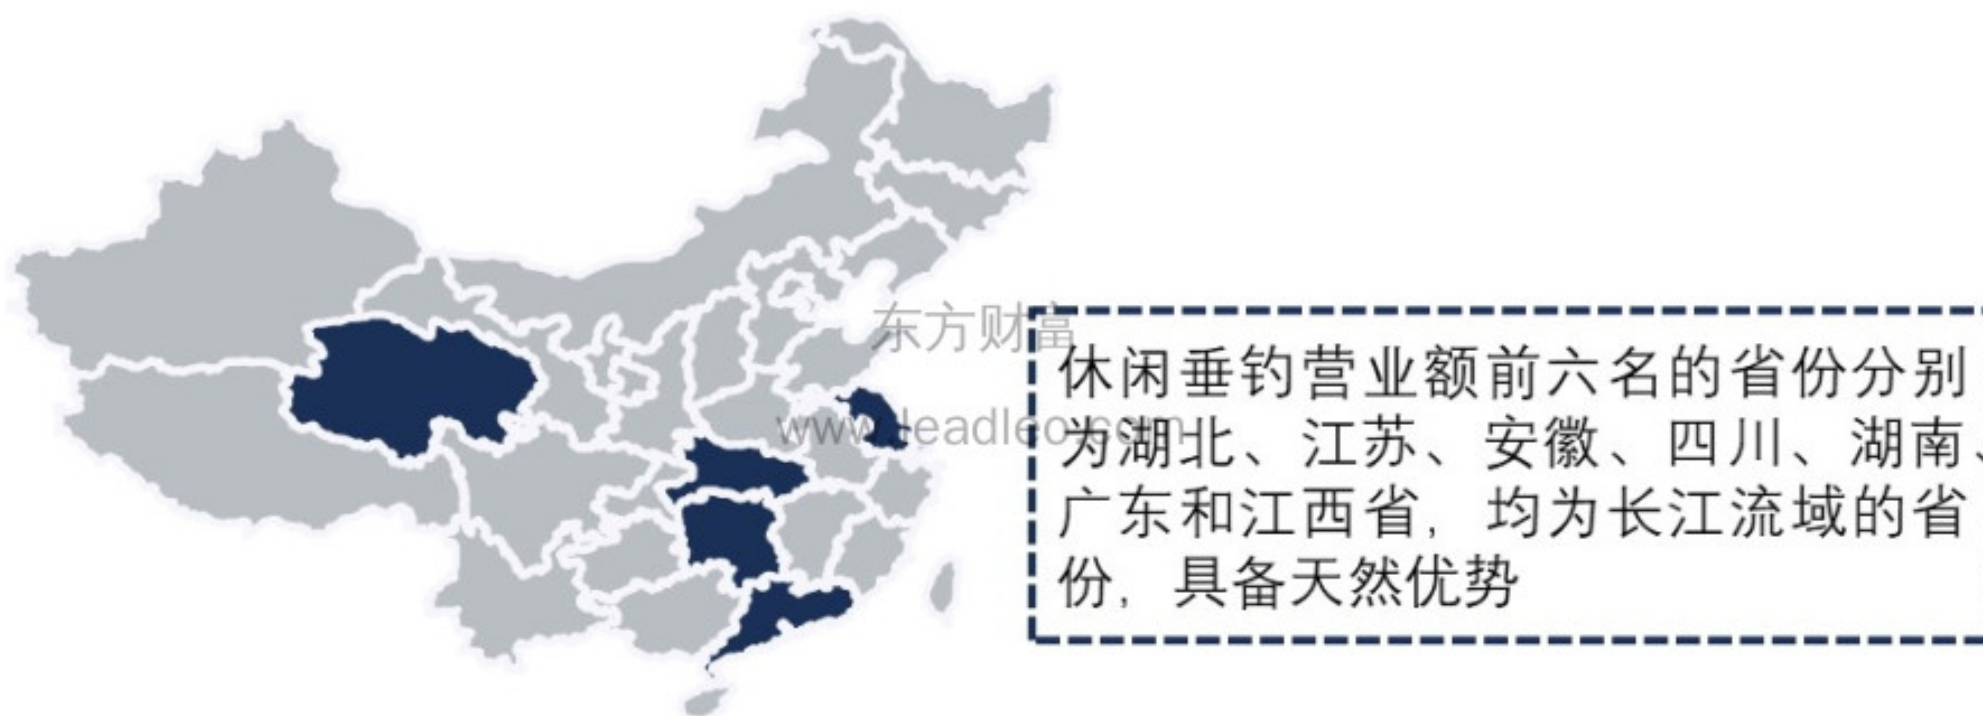 东方财富
www.leadleo.com
休闲垂钓营业额前六名的省份分别
为湖北、江苏、安徽、四川、湖南、
广东和江西省，均为长江流域的省
份，具备天然优势